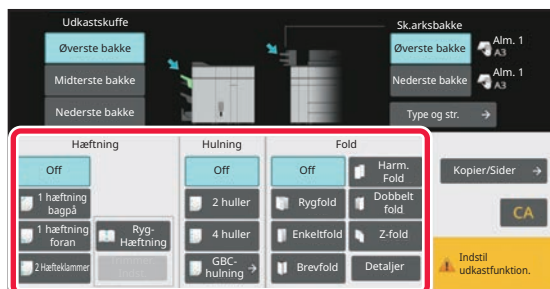 Udkastskuffe
Øverste bakke
Midterste bakke
Nederste bakke
Sk.arksbakke
Øverste bakke
Alm. 1
A3
Nederste bakke
Alm. 1
A3
Type og str.
Hæftning
Off
1 hæftning
bagpå
1 hæftning
foran
2 Hæfteklammer
Ryg-
Hæftning
Hulning
Off
2 huller
4 huller
GBC-
hulning
Fold
Off
Rygfold
Enkeltfold
Brevfold
Harm.
Fold
Dobbelt
fold
Z-fold
Detaljer
Kopier/Sider
CA
Indstil
udkastfunktion.